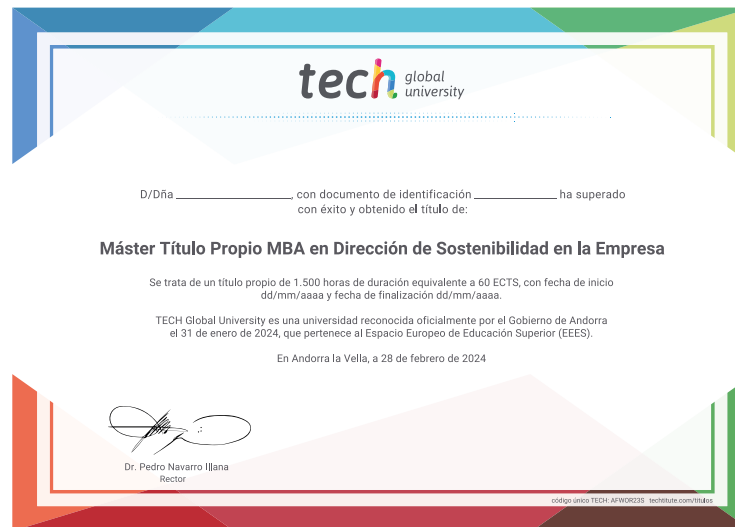 tech global university
D/Dña ____________________, con documento de identificación ______________ ha superado
con éxito y obtenido el título de:
Máster Título Propio MBA en Dirección de Sostenibilidad en la Empresa
Se trata de un título propio de 1.500 horas de duración equivalente a 60 ECTS, con fecha de inicio
dd/mm/aaaa y fecha de finalización dd/mm/aaaa.
TECH Global University es una universidad reconocida oficialmente por el Gobierno de Andorra
el 31 de enero de 2024, que pertenece al Espacio Europeo de Educación Superior (EEES).
En Andorra la Vella, a 28 de febrero de 2024
Dr. Pedro Navarro Illana
Rector
código único TECH: AFWOR23S techtitute.com/titulos